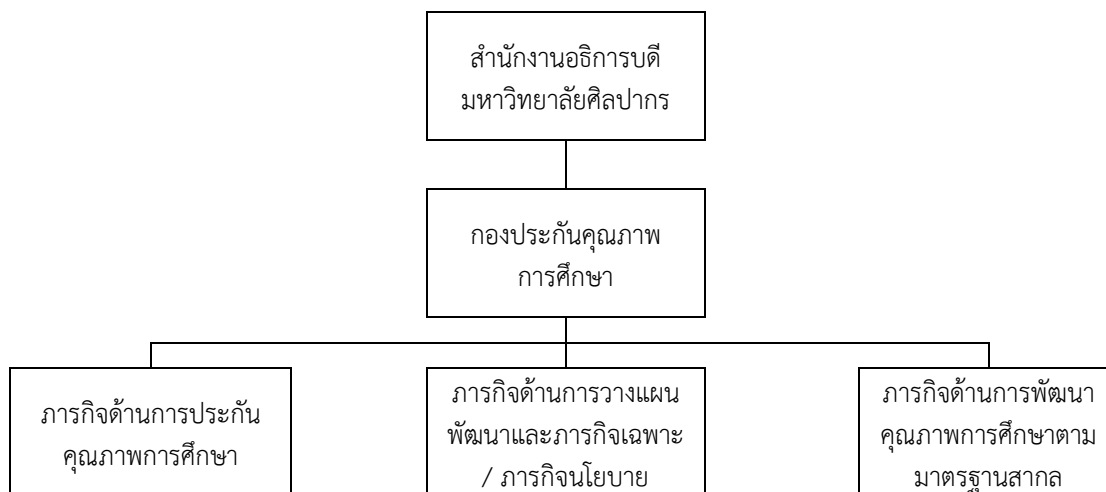 สำนักงานอธิการบดี
มหาวิทยาลัยศิลปากร
กองประกันคุณภาพ
การศึกษา
ภารกิจด้านการประกัน
คุณภาพการศึกษา
ภารกิจด้านการวางแผน
พัฒนาและภารกิจเฉพาะ
/ ภารกิจนโยบาย
ภารกิจด้านการพัฒนา
คุณภาพการศึกษาตาม
มาตรฐานสากล